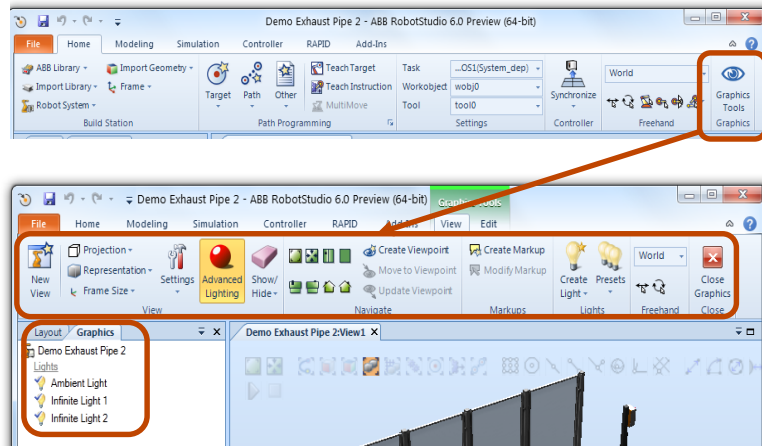 Demo Exhaust Pipe 2 - ABB RobotStudio 6.0 Preview (64-bit)
File Home Modeling Simulation Controller RAPID Add-Ins
ABB Library Import Geometry Teach Target Task ...OS1(System_dep) World
Import Library Frame Teach Instruction Workobject wobj0
Robot System Target Path Other MultiMove Tool tool0 Synchronize Graphics Tools
Build Station Path Programming Settings Controller Freehand Graphics
Demo Exhaust Pipe 2 - ABB RobotStudio 6.0 Preview (64-bit) Graphics Tools
File Home Modeling Simulation Controller RAPID Add-Ins View Edit
Projection Create Viewpoint Create Markup World
Representation Move to Viewpoint Modify Markup
Frame Size Update Viewpoint
New View Settings Advanced Lighting Show/ Hide Create Light Presets Close Graphics
View Navigate Markups Lights Freehand Close
Layout Graphics Demo Exhaust Pipe 2:View1
Demo Exhaust Pipe 2
Lights
Ambient Light
Infinite Light 1
Infinite Light 2